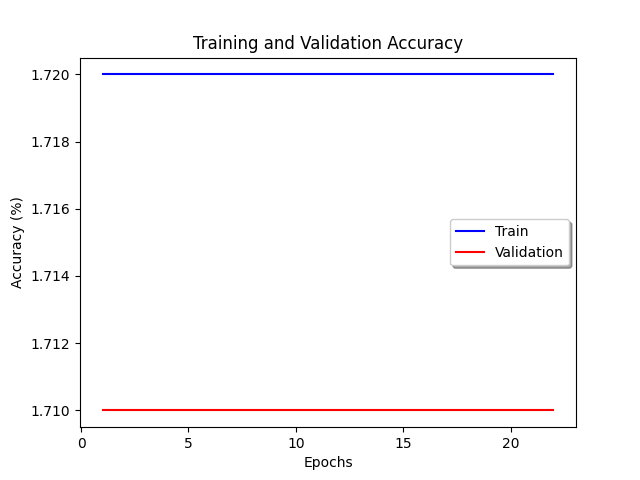 Training and Validation Accuracy
1.720
1.718
1.716
1.714
1.712
1.710
Accuracy (%)
Train
Validation
0 5 10 15 20
Epochs